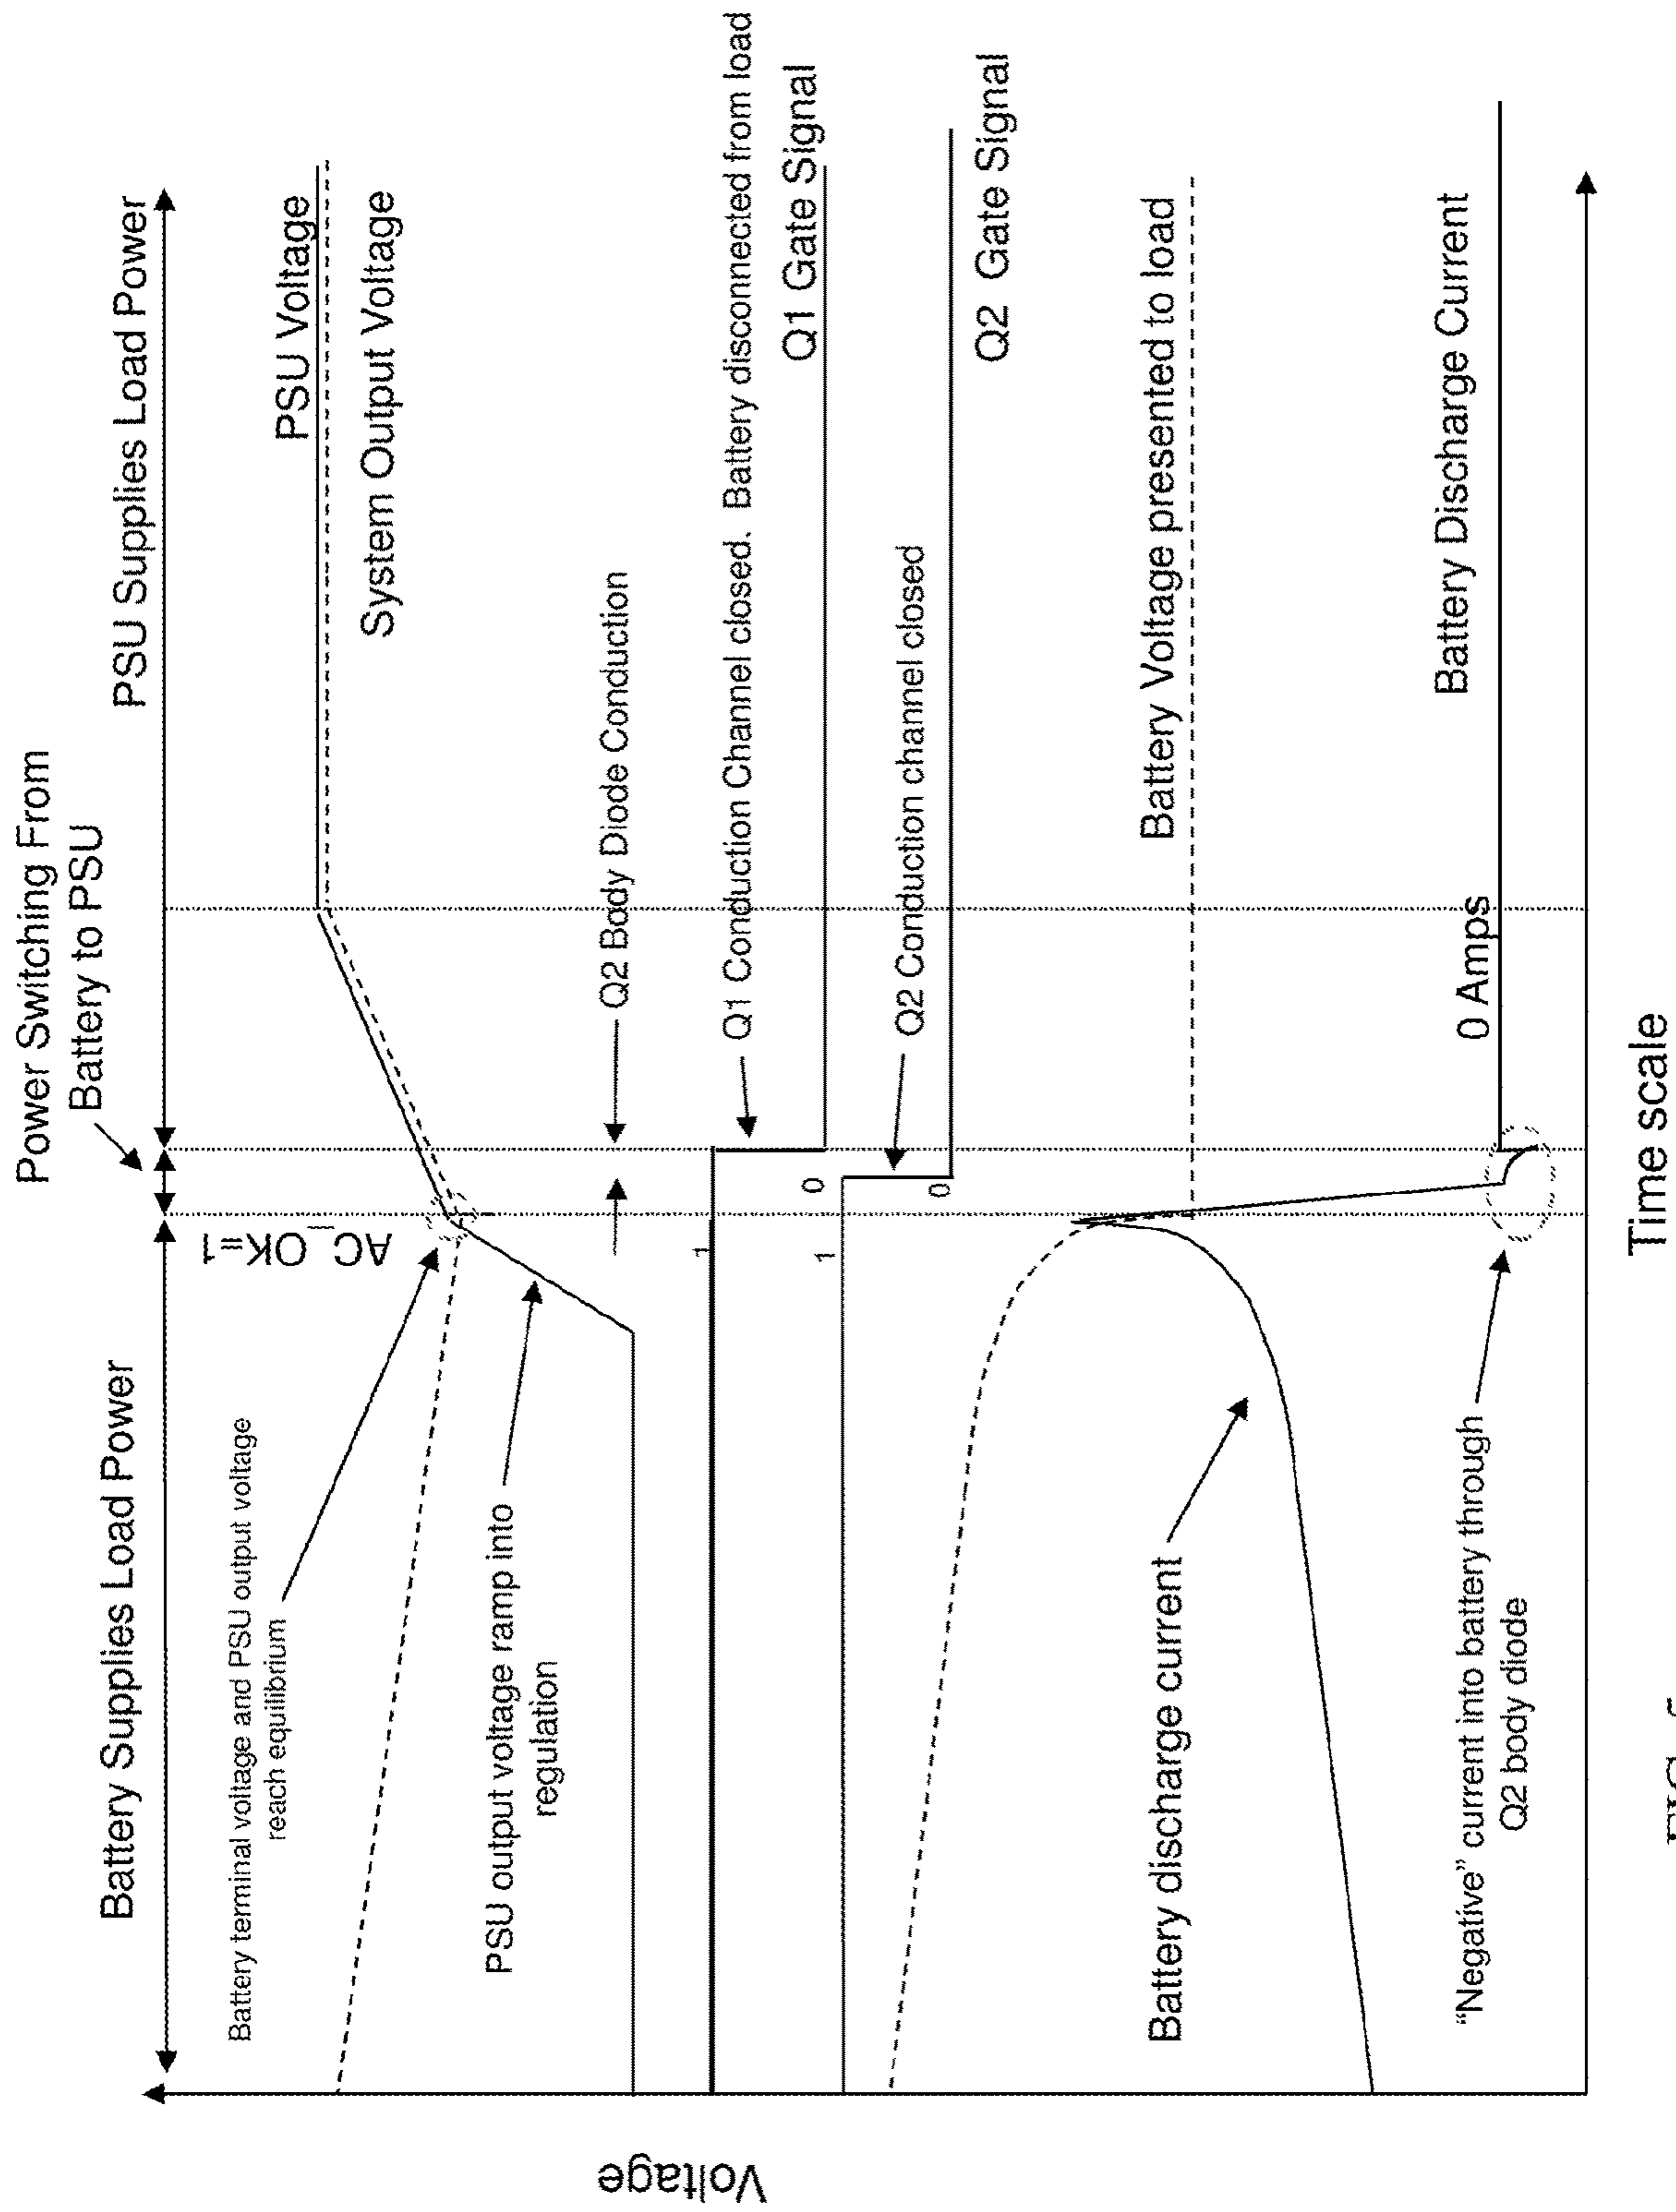 Power Switching From
Battery to PSU
Battery Supplies Load Power
PSU Supplies Load Power
Battery terminal voltage and PSU output voltage
reach equilibrium
AC_OK=1
PSU Voltage
System Output Voltage
PSU output voltage ramp into
regulation
Q2 Body Diode Conduction
Q1 Conduction Channel closed. Battery disconnected from load
1
0
Q1 Gate Signal
Q2 Conduction channel closed
1
0
Q2 Gate Signal
Battery Voltage presented to load
Battery discharge current
Battery Discharge Current
0 Amps
"Negative" current into battery through
Q2 body diode
Voltage
Time scale